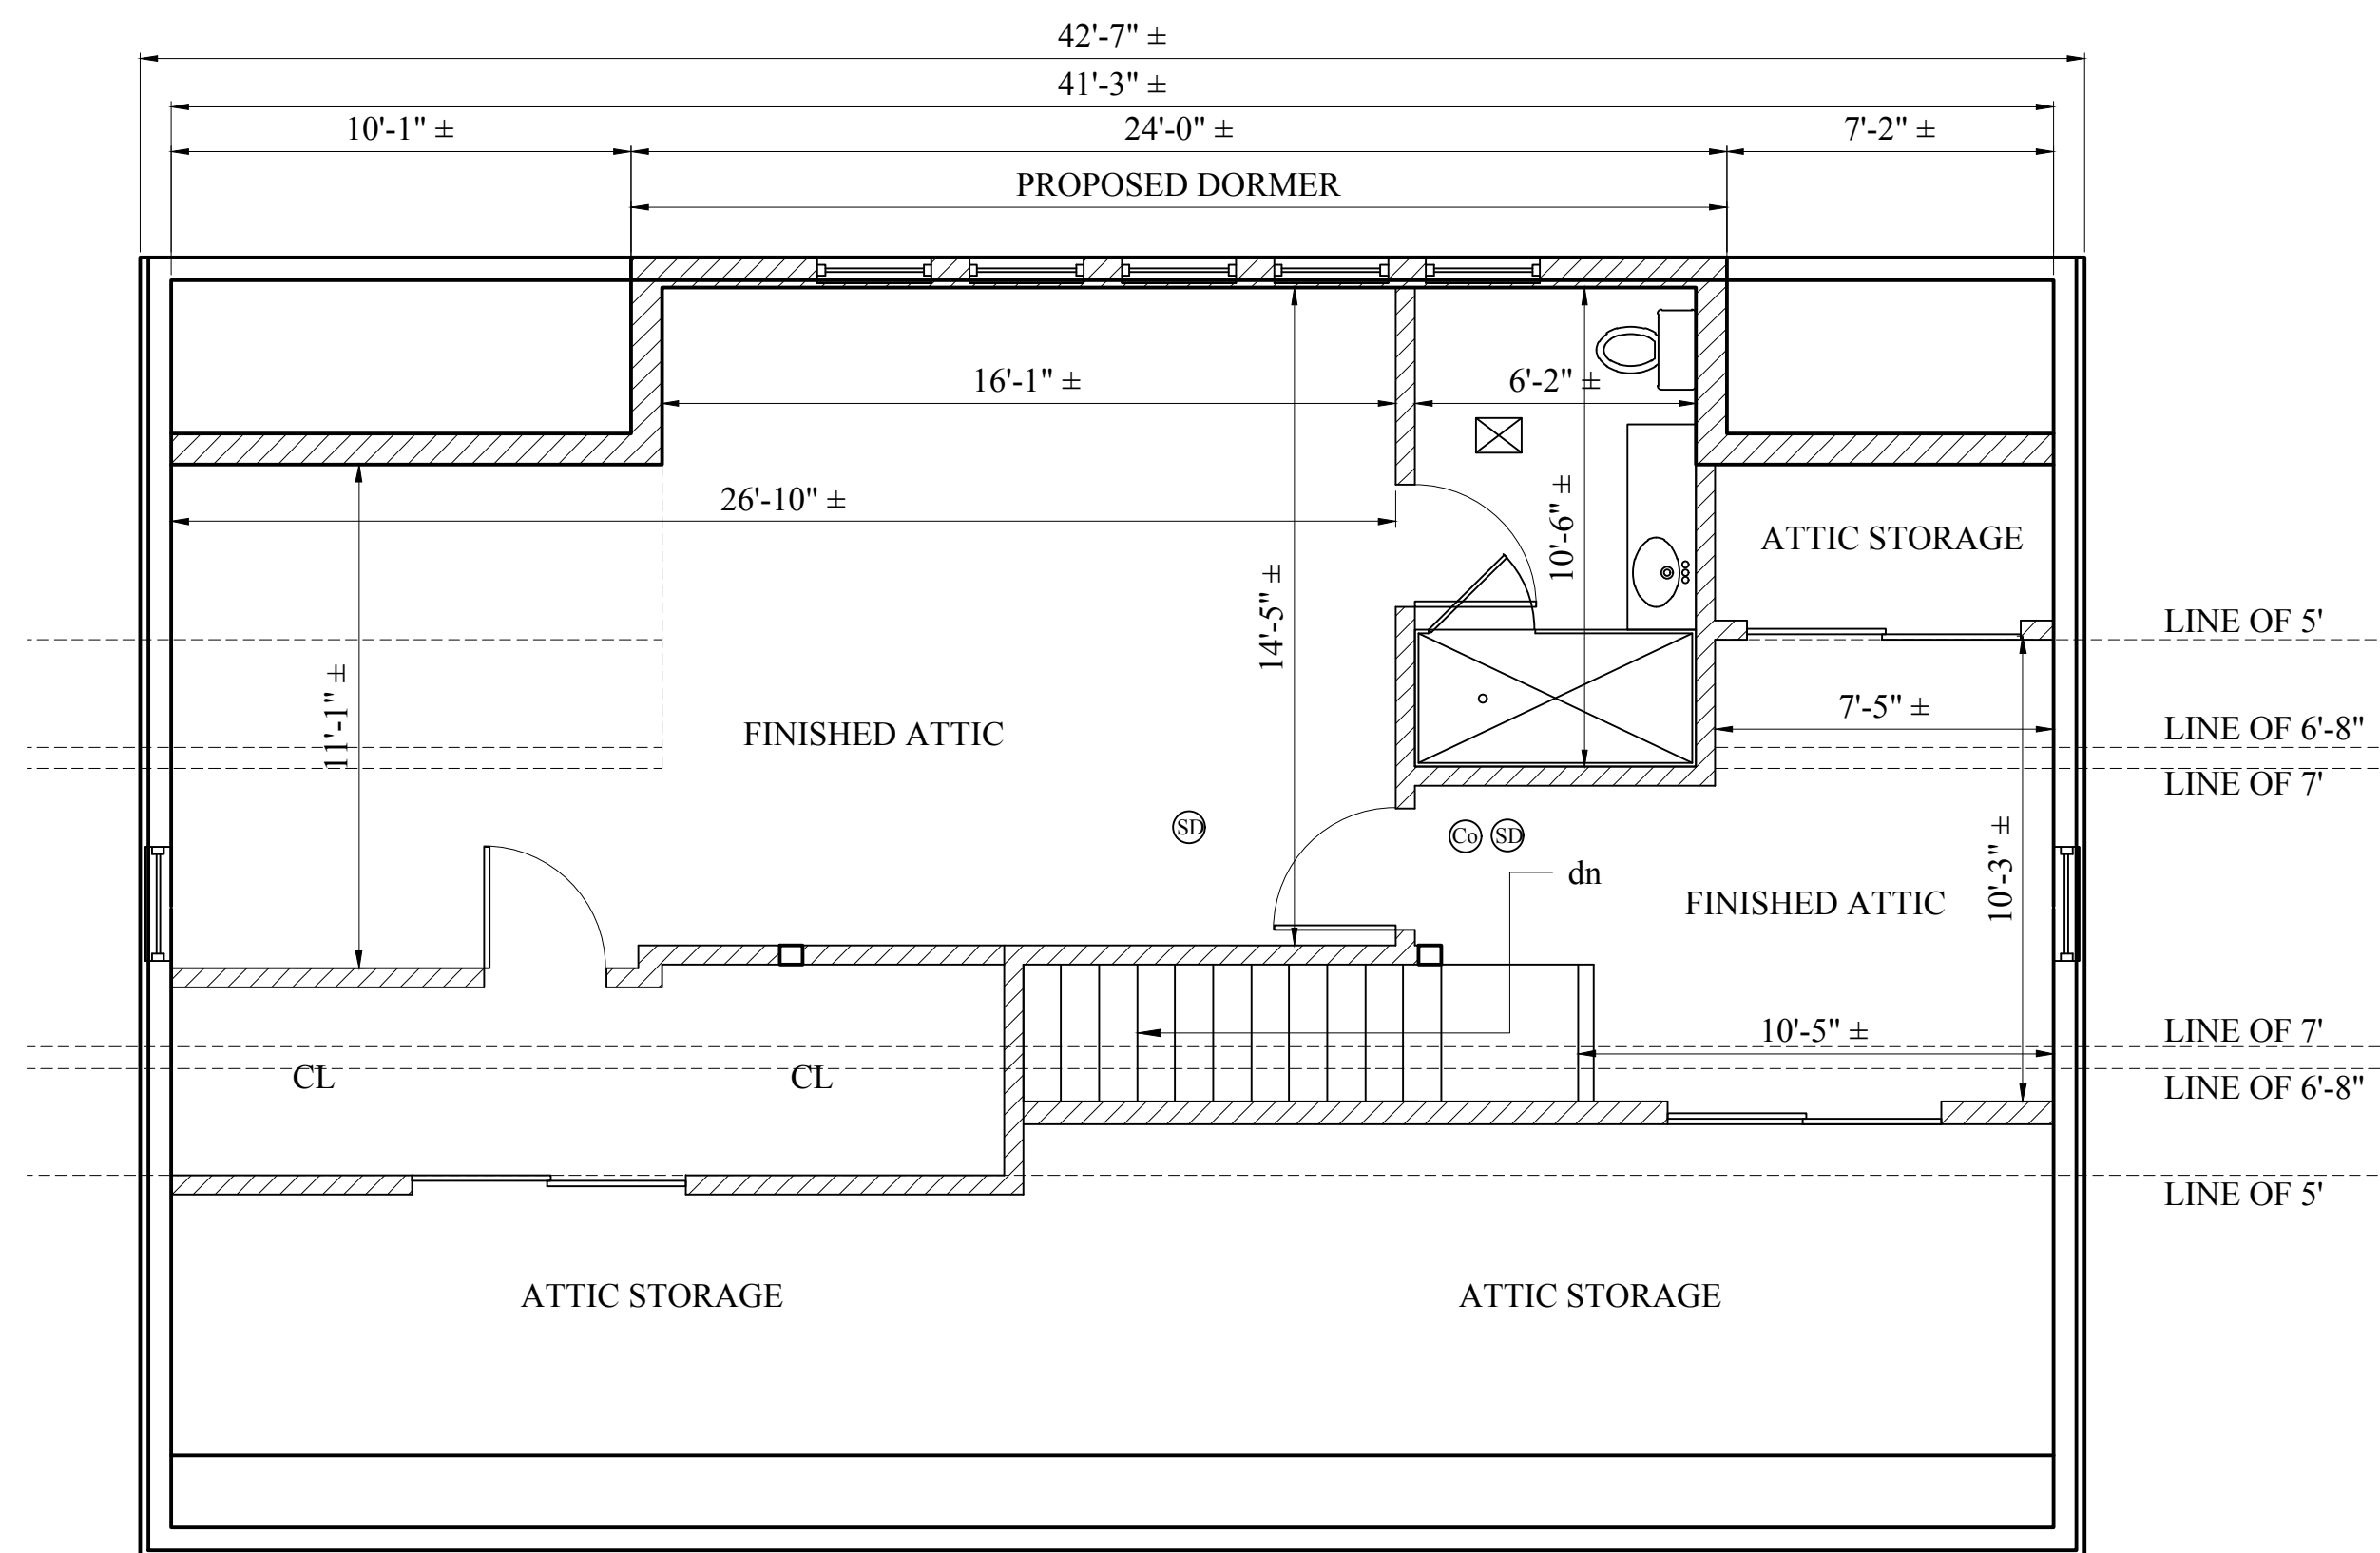 42'-7" ±
41'-3" ±
10'-1" ±
24'-0" ±
7'-2" ±
PROPOSED DORMER
16'-1" ±
6'-2" ±
26'-10" ±
10'-6" ±
ATTIC STORAGE
14'-5" ±
LINE OF 5'
11'-1" ±
7'-5" ±
FINISHED ATTIC
LINE OF 6'-8"
LINE OF 7'
SD
Co
SD
10'-3" ±
dn
FINISHED ATTIC
10'-5" ±
LINE OF 7'
CL
CL
LINE OF 6'-8"
LINE OF 5'
ATTIC STORAGE
ATTIC STORAGE